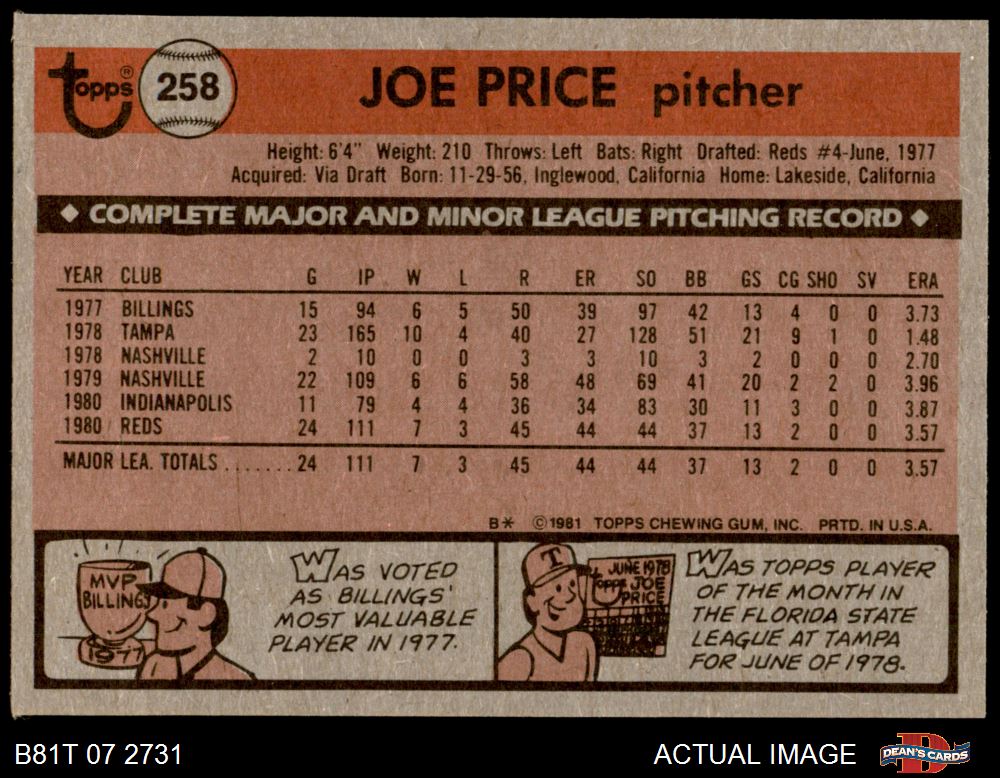 topps® 258 JOE PRICE pitcher
Height: 6'4" Weight: 210 Throws: Left Bats: Right Drafted: Reds #4-June, 1977
Acquired: Via Draft Born: 11-29-56, Inglewood, California Home: Lakeside, California
◆ COMPLETE MAJOR AND MINOR LEAGUE PITCHING RECORD ◆
YEAR CLUB G IP W L R ER SO BB GS CG SHO SV ERA
1977 BILLINGS 15 94 6 5 50 39 97 42 13 4 0 0 3.73
1978 TAMPA 23 165 10 4 40 27 128 51 21 9 1 0 1.48
1978 NASHVILLE 2 10 0 0 3 3 10 3 2 0 0 0 2.70
1979 NASHVILLE 22 109 6 6 58 48 69 41 20 2 2 0 3.96
1980 INDIANAPOLIS 11 79 4 4 36 34 83 30 11 3 0 0 3.87
1980 REDS 24 111 7 3 45 44 44 37 13 2 0 0 3.57
MAJOR LEA. TOTALS.......24 111 7 3 45 44 44 37 13 2 0 0 3.57
B* ©1981 TOPPS CHEWING GUM, INC. PRTD. IN U.S.A.
MVP
BILLINGS
1977
WAS VOTED
AS BILLINGS'
MOST VALUABLE
PLAYER IN 1977.
T
JUNE 1978
topps JOE
PRICE
WAS TOPPS PLAYER
OF THE MONTH IN
THE FLORIDA STATE
LEAGUE AT TAMPA
FOR JUNE OF 1978.
B81T 07 2731 ACTUAL IMAGE DEAN'S CARDS